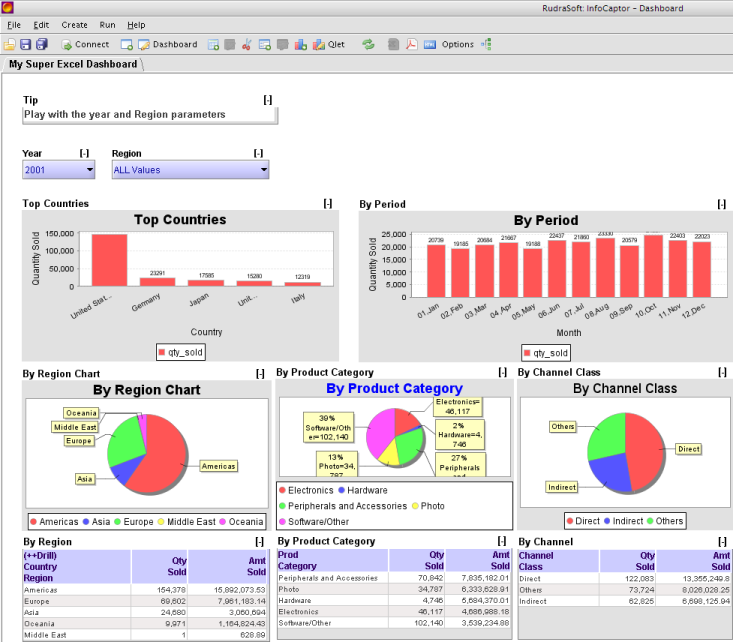 RudraSoft: InfoCaptor - Dashboard
File Edit Create Run Help
Connect Dashboard Qlet Options
My Super Excel Dashboard
Tip [-]
Play with the year and Region parameters
Year [-] Region [-]
2001 ALL Values
Top Countries [-]
Top Countries
Quantity Sold
150,000
100,000
50,000
0
23291 17585 15280 12319
United Stat... Germany Japan Unit... Italy
Country
qty_sold
By Period [-]
By Period
Quantity Sold
25,000
20,000
15,000
10,000
5,000
0
20739 19185 20684 21667 19188 22437 21860 23330 20579 22403 22023
01,Jan 02,Feb 03,Mar 04,Apr 05,May 06,Jun 07,Jul 08,Aug 09,Sep 10,Oct 11,Nov 12,Dec
Month
qty_sold
By Region Chart [-]
By Region Chart
Oceania
Middle East
Europe
Asia
Americas
Americas Asia Europe Middle East Oceania
By Product Category [-]
By Product Category
Electronics=
46,117
39%
Software/Oth
er=102,140
2%
Hardware=4,
746
13%
Photo=34,
787
27%
Peripherals
and
Electronics Hardware
Peripherals and Accessories Photo
Software/Other
By Channel Class [-]
By Channel Class
Others
Direct
Indirect
Direct Indirect Others
By Region [-]
(++Drill)
Country
Region
Qty
Sold
Amt
Sold
Americas 154,378 15,892,073.53
Europe 69,602 7,961,183.14
Asia 24,680 3,060,694
Oceania 9,971 1,164,824.43
Middle East 1 628.89
By Product Category [-]
Prod
Category
Qty
Sold
Amt
Sold
Peripherals and Accessories 70,842 7,835,182.01
Photo 34,787 6,333,628.91
Hardware 4,746 5,684,370.01
Electronics 46,117 4,686,988.18
Software/Other 102,140 3,539,234.88
By Channel [-]
Channel
Class
Qty
Sold
Amt
Sold
Direct 122,083 13,355,249.8
Others 73,724 8,026,028.25
Indirect 62,825 6,698,125.94